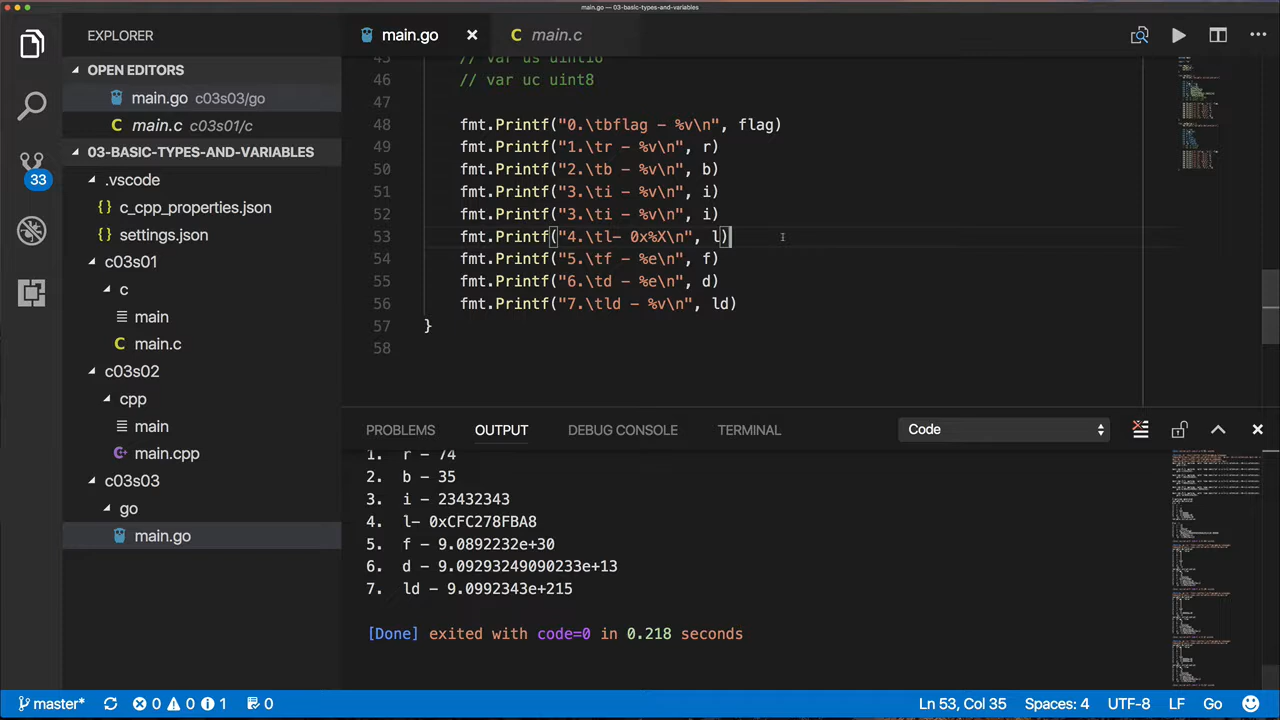 main.go — 03-basic-types-and-variables
EXPLORER
OPEN EDITORS
main.go c03s03/go
main.c c03s01/c
03-BASIC-TYPES-AND-VARIABLES
.vscode
c_cpp_properties.json
settings.json
c03s01
c
main
main.c
c03s02
cpp
main
main.cpp
c03s03
go
main.go
33
main.go
main.c
45 // var us uint16
46 // var uc uint8
47
48 fmt.Printf("0.\tbflag - %v\n", flag)
49 fmt.Printf("1.\tr - %v\n", r)
50 fmt.Printf("2.\tb - %v\n", b)
51 fmt.Printf("3.\ti - %v\n", i)
52 fmt.Printf("3.\ti - %v\n", i)
53 fmt.Printf("4.\tl- 0x%X\n", l)
54 fmt.Printf("5.\tf - %e\n", f)
55 fmt.Printf("6.\td - %e\n", d)
56 fmt.Printf("7.\tld - %v\n", ld)
57 }
58
PROBLEMS OUTPUT DEBUG CONSOLE TERMINAL Code
1. r - 74
2. b - 35
3. i - 23432343
4. l- 0xCFC278FBA8
5. f - 9.0892232e+30
6. d - 9.09293249090233e+13
7. ld - 9.0992343e+215
[Done] exited with code=0 in 0.218 seconds
master* 0 0 1 0 Ln 53, Col 35 Spaces: 4 UTF-8 LF Go